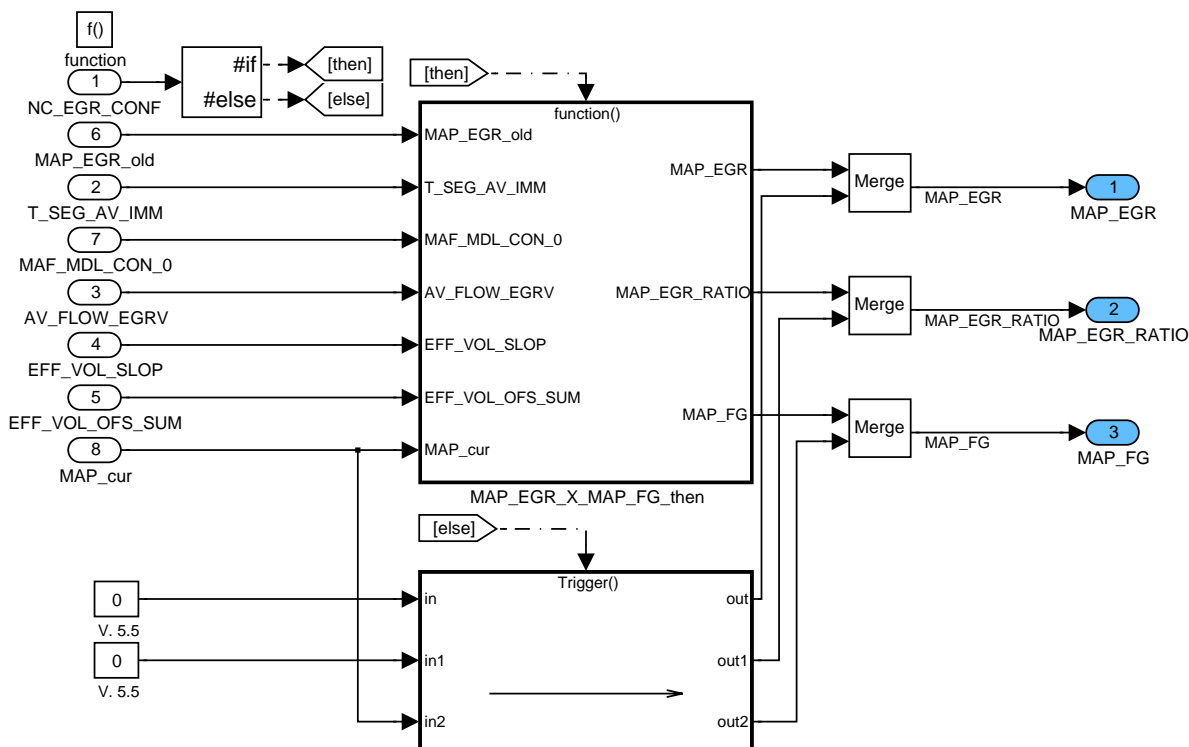 f()
function
1
NC_EGR_CONF
#if
#else
[then]
[else]
6
MAP_EGR_old
2
T_SEG_AV_IMM
7
MAF_MDL_CON_0
3
AV_FLOW_EGRV
4
EFF_VOL_SLOP
5
EFF_VOL_OFS_SUM
8
MAP_cur
[then]
function()
MAP_EGR_old
T_SEG_AV_IMM
MAF_MDL_CON_0
AV_FLOW_EGRV
EFF_VOL_SLOP
EFF_VOL_OFS_SUM
MAP_cur
MAP_EGR
MAP_EGR_RATIO
MAP_FG
MAP_EGR_X_MAP_FG_then
Merge
MAP_EGR
1
MAP_EGR
Merge
MAP_EGR_RATIO
2
MAP_EGR_RATIO
Merge
MAP_FG
3
MAP_FG
[else]
Trigger()
0
V. 5.5
0
V. 5.5
in
in1
in2
out
out1
out2